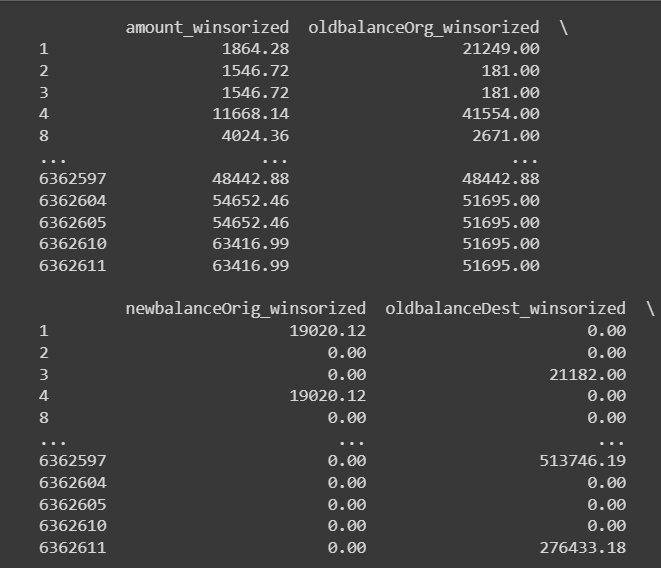 amount_winsorized oldbalanceOrg_winsorized \
1 1864.28 21249.00
2 1546.72 181.00
3 1546.72 181.00
4 11668.14 41554.00
8 4024.36 2671.00
... ... ...
6362597 48442.88 48442.88
6362604 54652.46 51695.00
6362605 54652.46 51695.00
6362610 63416.99 51695.00
6362611 63416.99 51695.00
newbalanceOrig_winsorized oldbalanceDest_winsorized \
1 19020.12 0.00
2 0.00 0.00
3 0.00 21182.00
4 19020.12 0.00
8 0.00 0.00
... ... ...
6362597 0.00 513746.19
6362604 0.00 0.00
6362605 0.00 0.00
6362610 0.00 0.00
6362611 0.00 276433.18